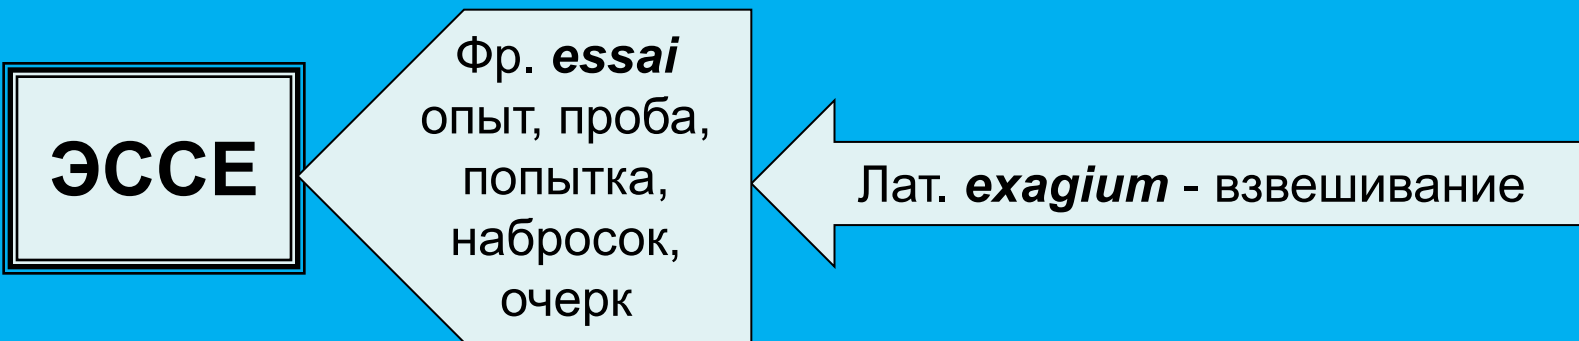 ЭССЕ
Фр. essai
опыт, проба,
попытка,
набросок,
очерк
Лат. exagium - взвешивание